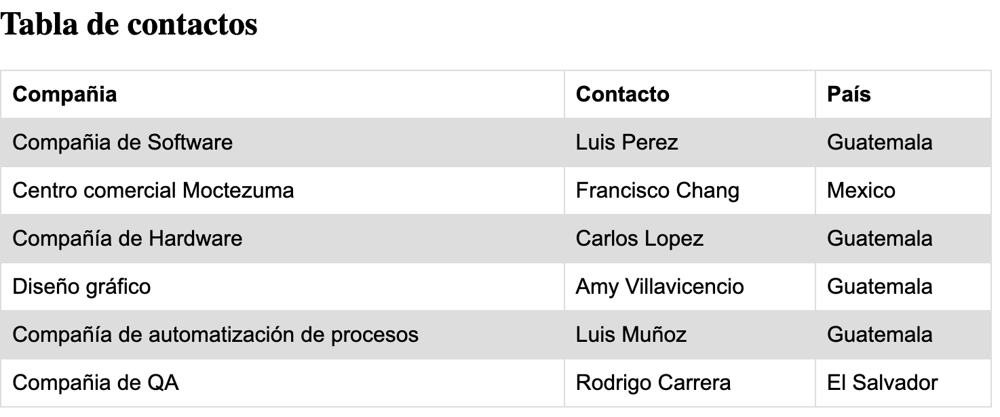 Tabla de contactos
Compañia Contacto País
Compañia de Software Luis Perez Guatemala
Centro comercial Moctezuma Francisco Chang Mexico
Compañía de Hardware Carlos Lopez Guatemala
Diseño gráfico Amy Villavicencio Guatemala
Compañía de automatización de procesos Luis Muñoz Guatemala
Compañia de QA Rodrigo Carrera El Salvador